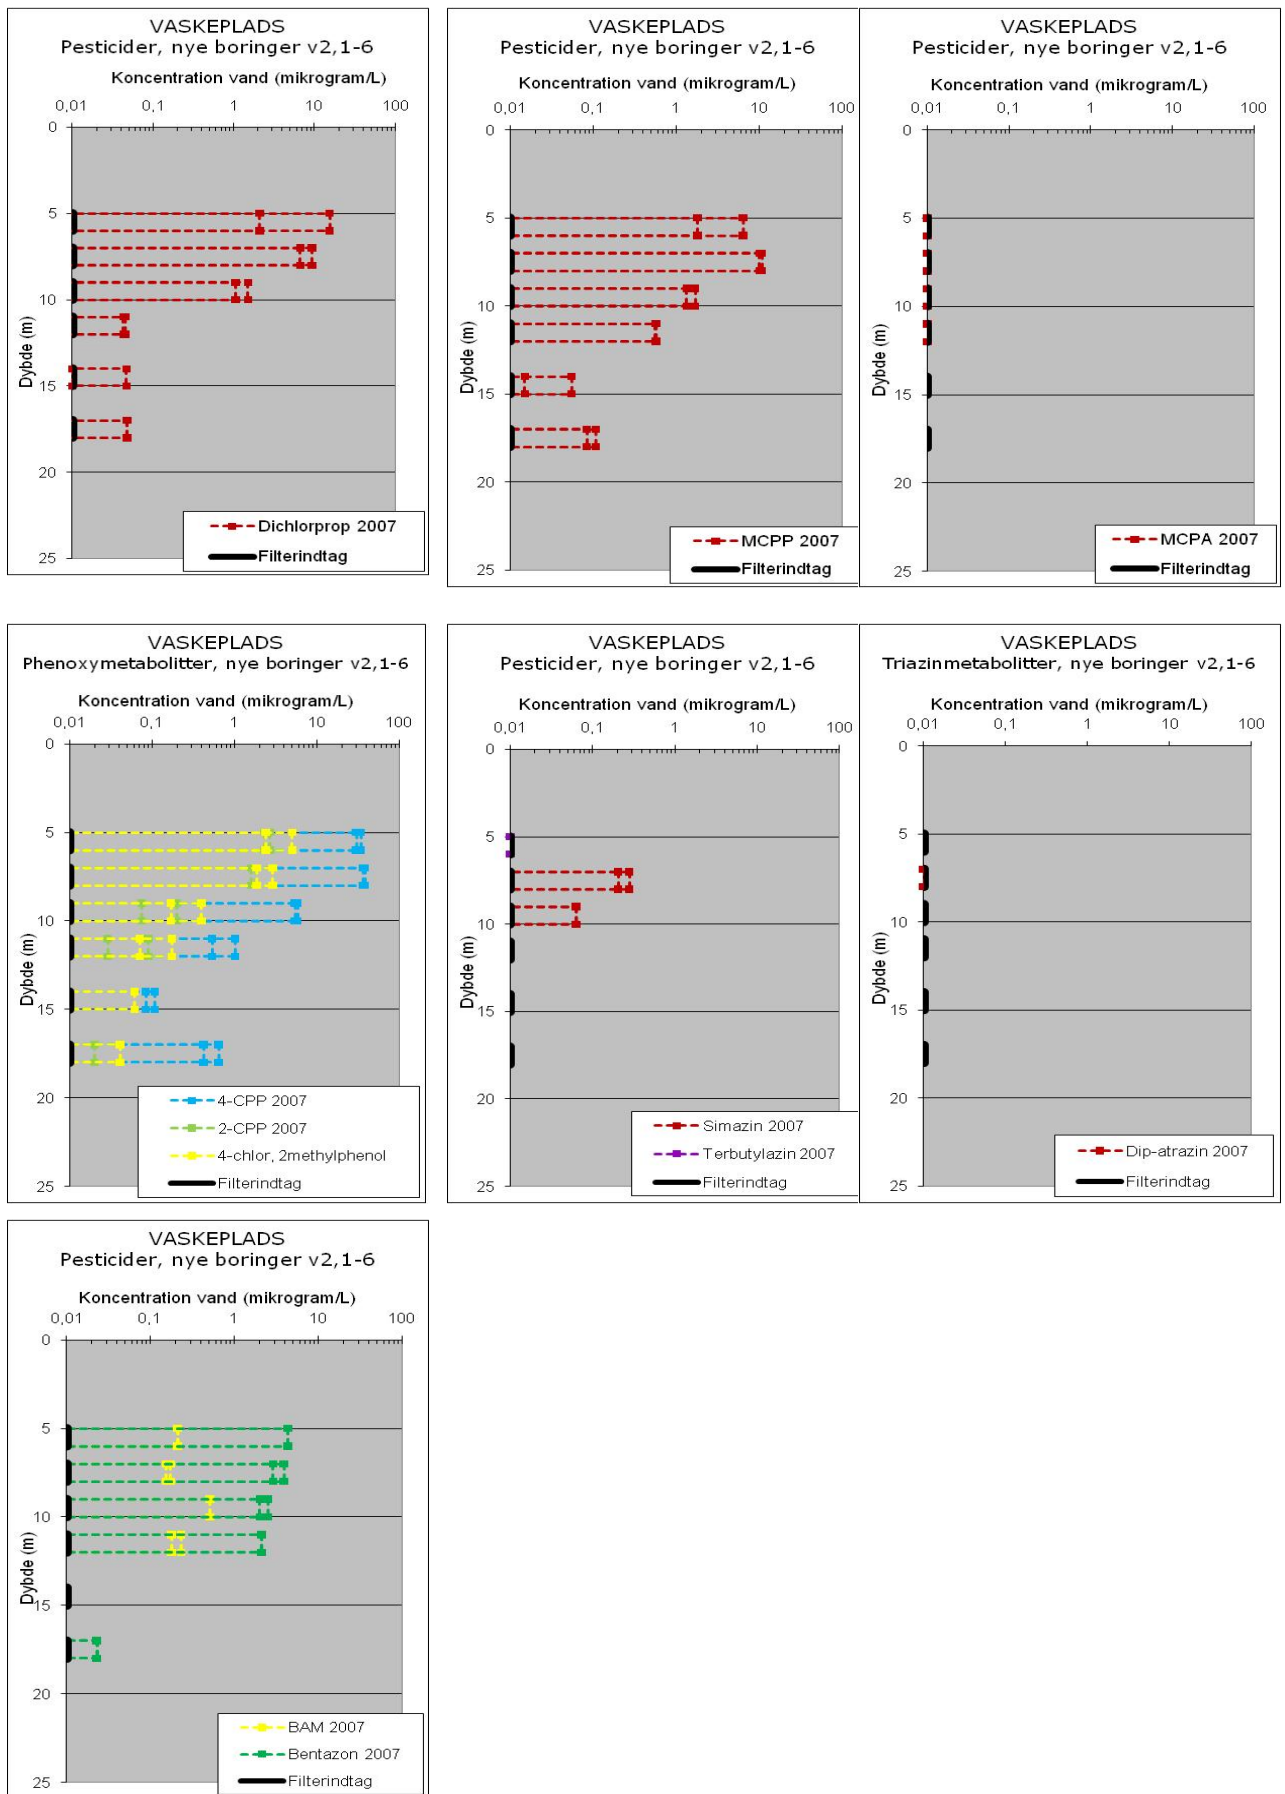 VASKEPLADS
Pesticider, nye boringer v2,1-6
Koncentration vand (mikrogram/L)
0,01 0,1 1 10 100
0
5
10
15
20
25
Dybde (m)
Dichlorprop 2007
Filterindtag
VASKEPLADS
Pesticider, nye boringer v2,1-6
Koncentration vand (mikrogram/L)
0,01 0,1 1 10 100
0
5
10
15
20
25
Dybde (m)
MCPP 2007
Filterindtag
VASKEPLADS
Pesticider, nye boringer v2,1-6
Koncentration vand (mikrogram/L)
0,01 0,1 1 10 100
0
5
10
15
20
25
Dybde (m)
MCPA 2007
Filterindtag
VASKEPLADS
Phenoxymetabolitter, nye boringer v2,1-6
Koncentration vand (mikrogram/L)
0,01 0,1 1 10 100
0
5
10
15
20
25
Dybde (m)
4-CPP 2007
2-CPP 2007
4-chlor, 2methylphenol
Filterindtag
VASKEPLADS
Pesticider, nye boringer v2,1-6
Koncentration vand (mikrogram/L)
0,01 0,1 1 10 100
0
5
10
15
20
25
Dybde (m)
Simazin 2007
Terbutylazin 2007
Filterindtag
VASKEPLADS
Triazinmetabolitter, nye boringer v2,1-6
Koncentration vand (mikrogram/L)
0,01 0,1 1 10 100
0
5
10
15
20
25
Dybde (m)
Dip-atrazin 2007
Filterindtag
VASKEPLADS
Pesticider, nye boringer v2,1-6
Koncentration vand (mikrogram/L)
0,01 0,1 1 10 100
0
5
10
15
20
25
Dybde (m)
BAM 2007
Bentazon 2007
Filterindtag